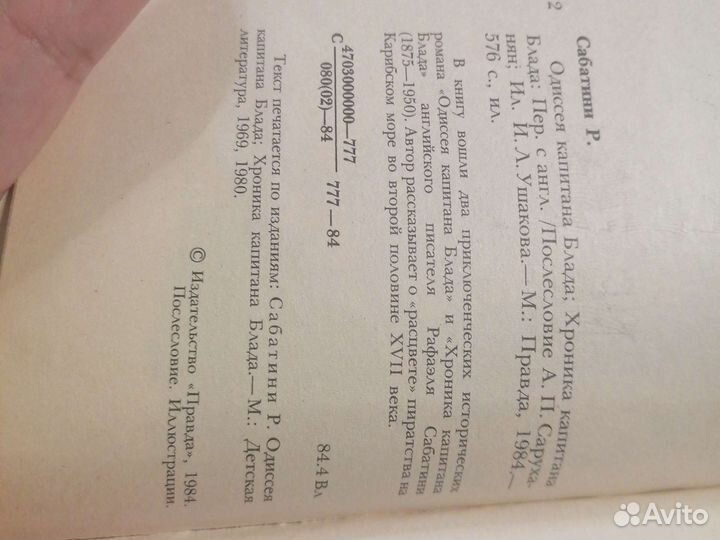 Сабатини Р.
2
Одиссея капитана Блада; Хроника капитана
Блада: Пер. с англ. /Послесловие А. П. Саруха-
нян; Ил. И. Л. Ушакова.— М.: Правда, 1984,—
576 с., ил.
В книгу вошли два приключенческих исторических
романа «Одиссея капитана Блада» и «Хроника капитана
Блада» английского писателя Рафаэля Сабатини
(1875—1950). Автор рассказывает о «расцвете» пиратства на
Карибском море во второй половине XVII века.
4703000000—777
С 777—84
080(02)—84
84.4 Вл
Текст печатается по изданиям: Сабатини Р. Одиссея
капитана Блада; Хроника капитана Блада.— М.: Детская
литература, 1969, 1980.
© Издательство «Правда», 1984.
Послесловие. Иллюстрации.
Avito